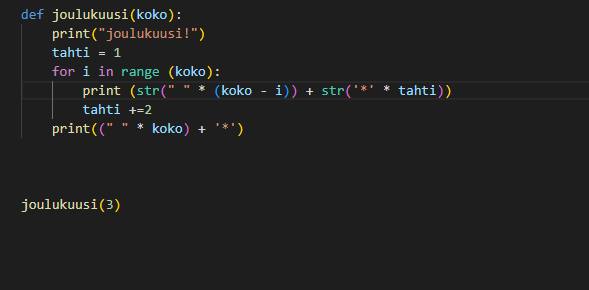 def joulukuusi(koko):
    print("joulukuusi!")
    tahti = 1
    for i in range (koko):
        print (str(" " * (koko - i)) + str('*' * tahti))
        tahti +=2
    print((" " * koko) + '*')
joulukuusi(3)